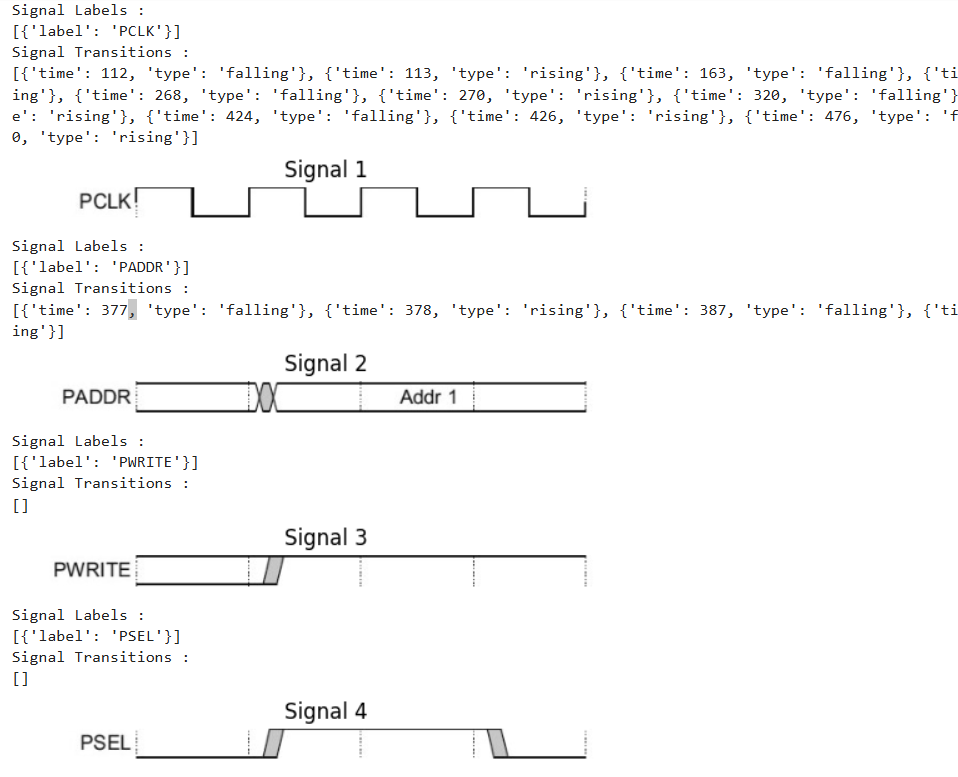 Signal Labels :
[{'label': 'PCLK'}]
Signal Transitions :
[{'time': 112, 'type': 'falling'}, {'time': 113, 'type': 'rising'}, {'time': 163, 'type': 'falling'}, {'ti
ing'}, {'time': 268, 'type': 'falling'}, {'time': 270, 'type': 'rising'}, {'time': 320, 'type': 'falling'}
e': 'rising'}, {'time': 424, 'type': 'falling'}, {'time': 426, 'type': 'rising'}, {'time': 476, 'type': 'f
0, 'type': 'rising'}]
Signal 1
PCLK
Signal Labels :
[{'label': 'PADDR'}]
Signal Transitions :
[{'time': 377, 'type': 'falling'}, {'time': 378, 'type': 'rising'}, {'time': 387, 'type': 'falling'}, {'ti
ing'}]
Signal 2
PADDR Addr 1
Signal Labels :
[{'label': 'PWRITE'}]
Signal Transitions :
[]
Signal 3
PWRITE
Signal Labels :
[{'label': 'PSEL'}]
Signal Transitions :
[]
Signal 4
PSEL